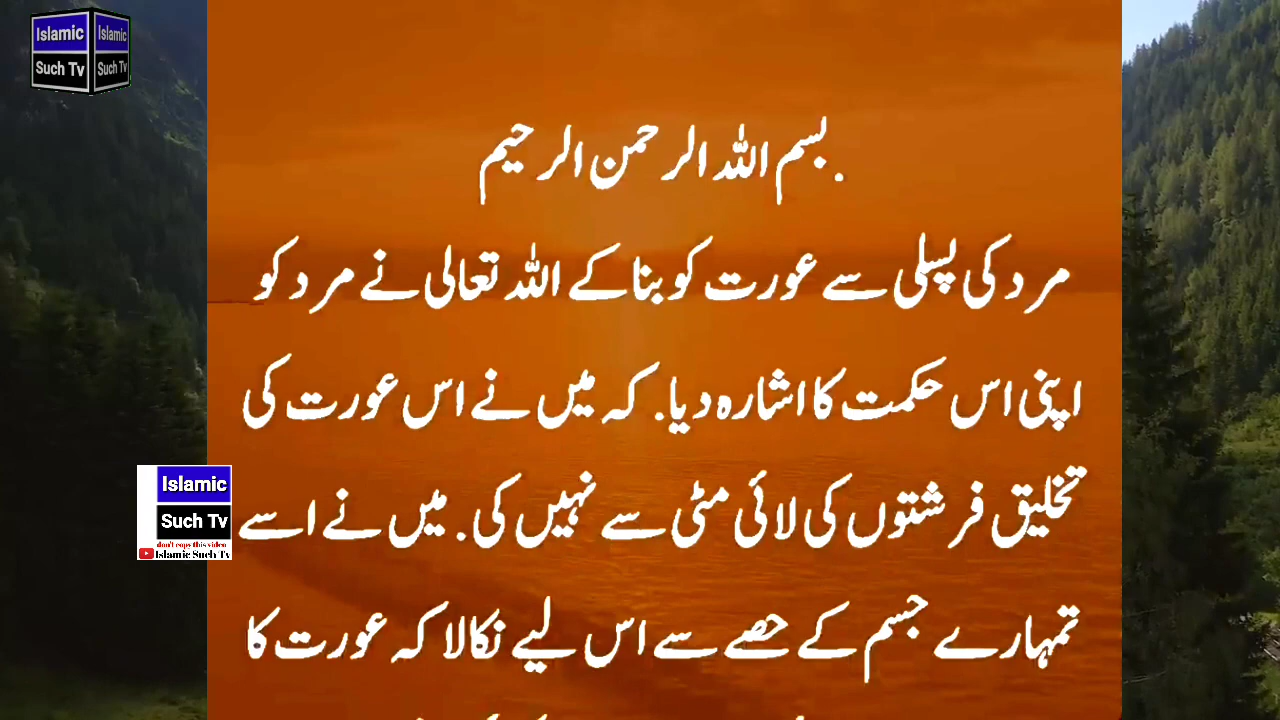 Islamic Islamic
Such Tv Such Tv
.بسم اللہ الرحمن الرحیم
مرد کی پسلی سے عورت کو بنا کے اللہ تعالی نے مرد کو
اپنی اس حکمت کا اشارہ دیا. کہ میں نے اس عورت کی
تخلیق فرشتوں کی لائی مٹی سے نہیں کی. میں نے اسے
تمہارے جسم کے حصے سے اس لیے نکالا کہ عورت کا
Islamic
Such Tv
don't copy this video
Islamic Such Tv